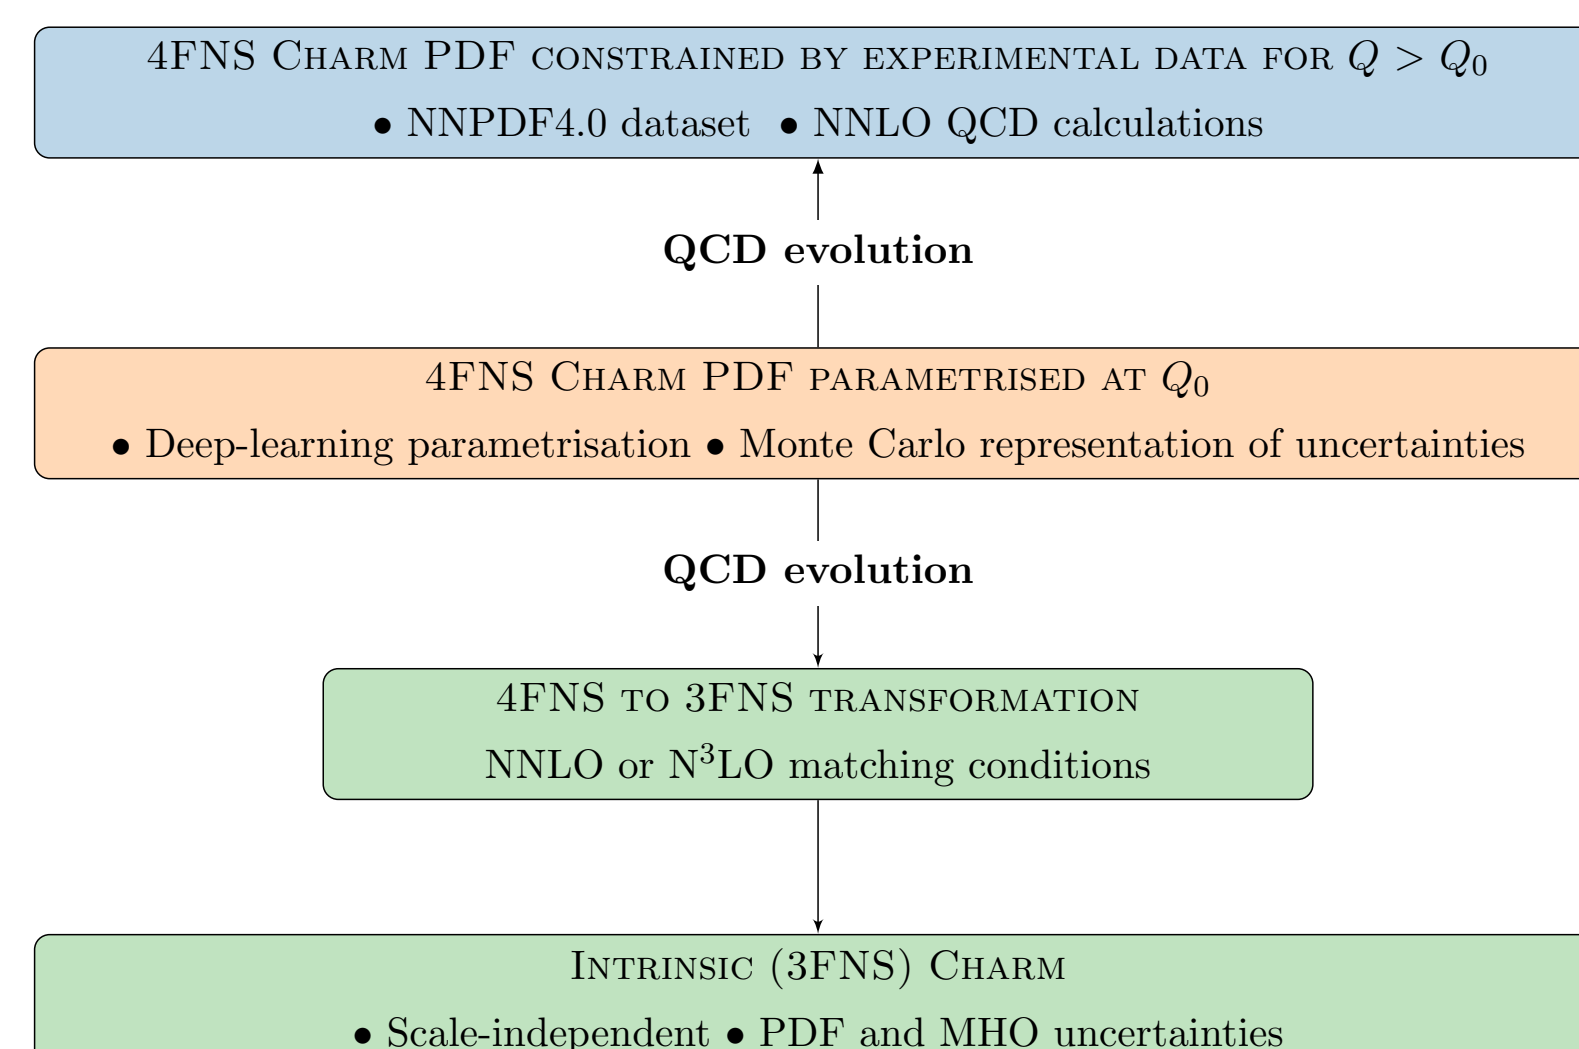 4FNS Charm PDF constrained by experimental data for Q > Q₀
• NNPDF4.0 dataset • NNLO QCD calculations
QCD evolution
4FNS Charm PDF parametrised at Q₀
• Deep-learning parametrisation • Monte Carlo representation of uncertainties
QCD evolution
4FNS to 3FNS transformation
NNLO or N³LO matching conditions
Intrinsic (3FNS) Charm
• Scale-independent • PDF and MHO uncertainties